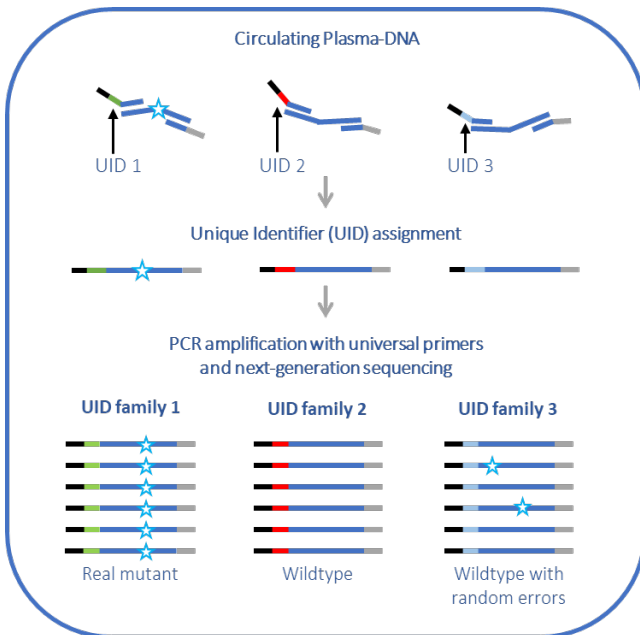 Circulating Plasma-DNA
UID 1
UID 2
UID 3
Unique Identifier (UID) assignment
PCR amplification with universal primers
and next-generation sequencing
UID family 1
UID family 2
UID family 3
Real mutant
Wildtype
Wildtype with
random errors